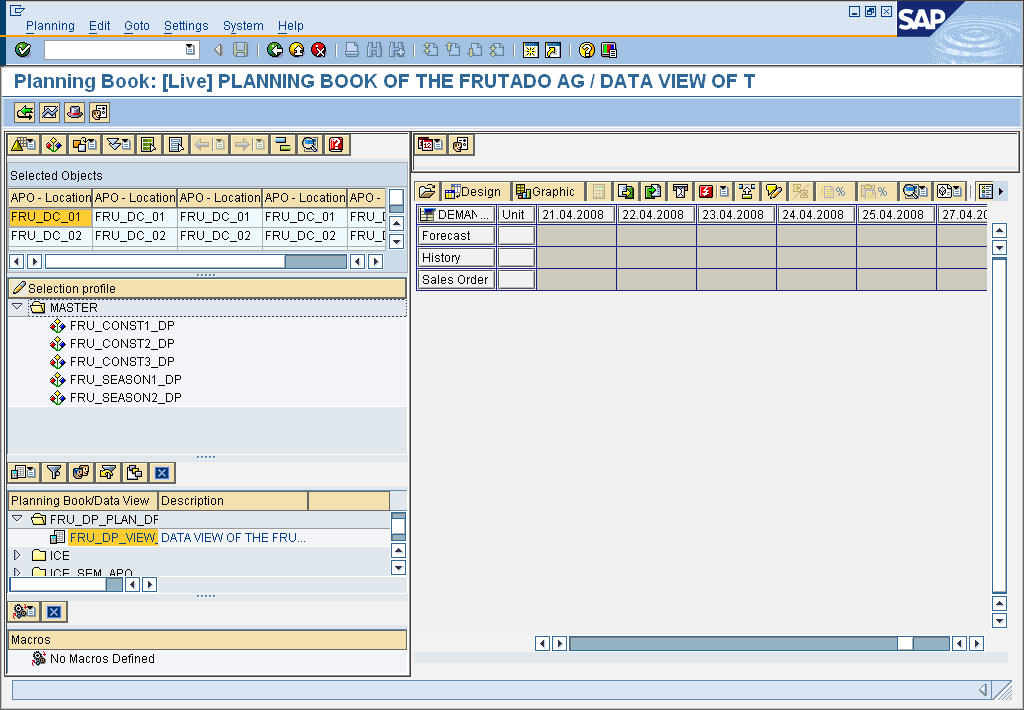 Planning Edit Goto Settings System Help
SAP
Planning Book: [Live] PLANNING BOOK OF THE FRUTADO AG / DATA VIEW OF T
Selected Objects
APO - Location APO - Location APO - Location APO - Location APO -
FRU_DC_01 FRU_DC_01 FRU_DC_01 FRU_DC_01 FRU_D
FRU_DC_02 FRU_DC_02 FRU_DC_02 FRU_DC_02 FRU_D
Selection profile
MASTER
FRU_CONST1_DP
FRU_CONST2_DP
FRU_CONST3_DP
FRU_SEASON1_DP
FRU_SEASON2_DP
Planning Book/Data View Description
FRU_DP_PLAN_DP
FRU_DP_VIEW_ DATA VIEW OF THE FRU...
ICE
ICE_SEM_APO
Macros
No Macros Defined
Design Graphic
DEMAN... Unit 21.04.2008 22.04.2008 23.04.2008 24.04.2008 25.04.2008 27.04.20
Forecast
History
Sales Order